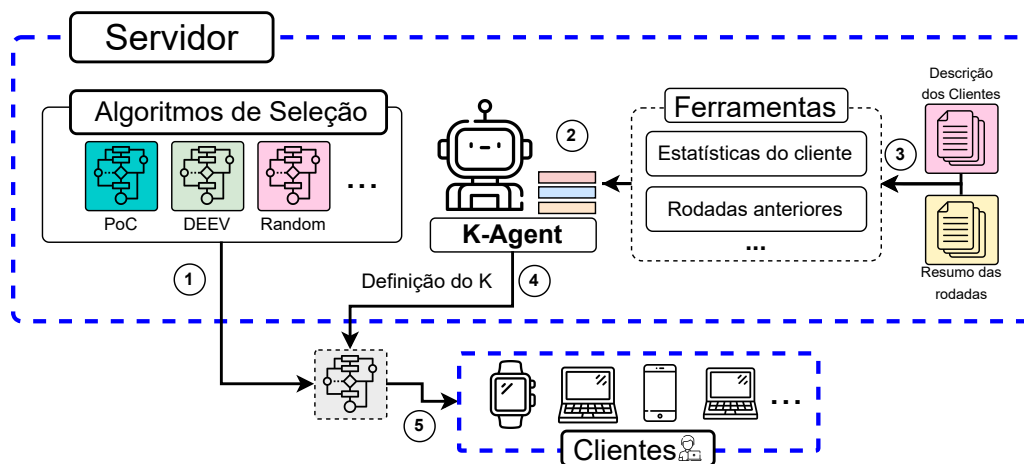 Servidor
Algoritmos de Seleção
PoC
DEEV
Random
...
1
K-Agent
2
Ferramentas
Estatísticas do cliente
Rodadas anteriores
...
3
Descrição
dos Clientes
Resumo das
rodadas
Definição do K
4
5
...
Clientes